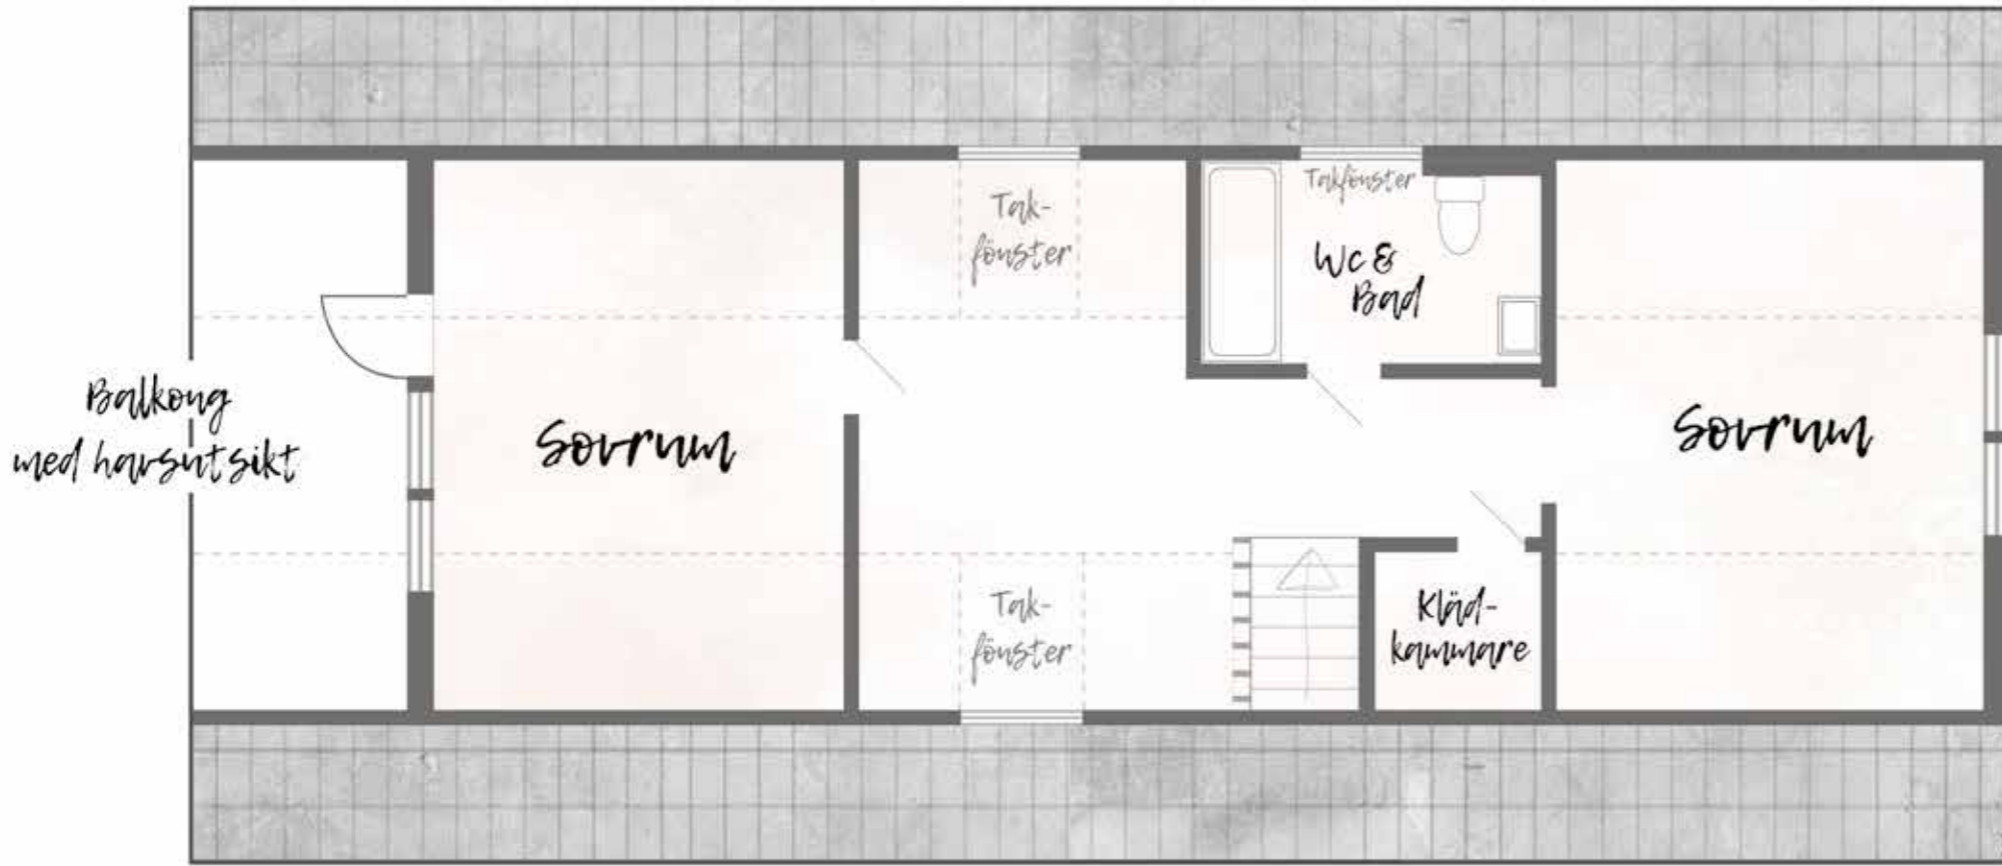 Tak-
fönster
Takfönster
Wc &
Bad
Balkong
med havsutsikt
Sovrum
Sovrum
Tak-
fönster
Kläd-
kammare